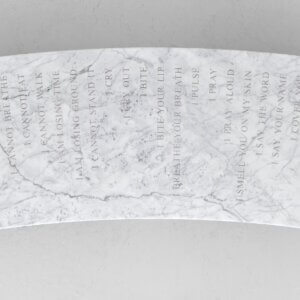 CANNOT BREATHE
I CANNOT EAT
I CANNOT WALK
I AM LOSING TIME
I AM LOSING GROUND
I CANNOT STAND IT
I CRY
I CRY OUT
I BITE
I BITE YOUR LIP
I BREATHE YOUR BREATH
I PULSE
I PRAY
I PRAY ALOUD
I SMELL YOU ON MY SKIN
I SAY THE WORD
I SAY YOUR NAME